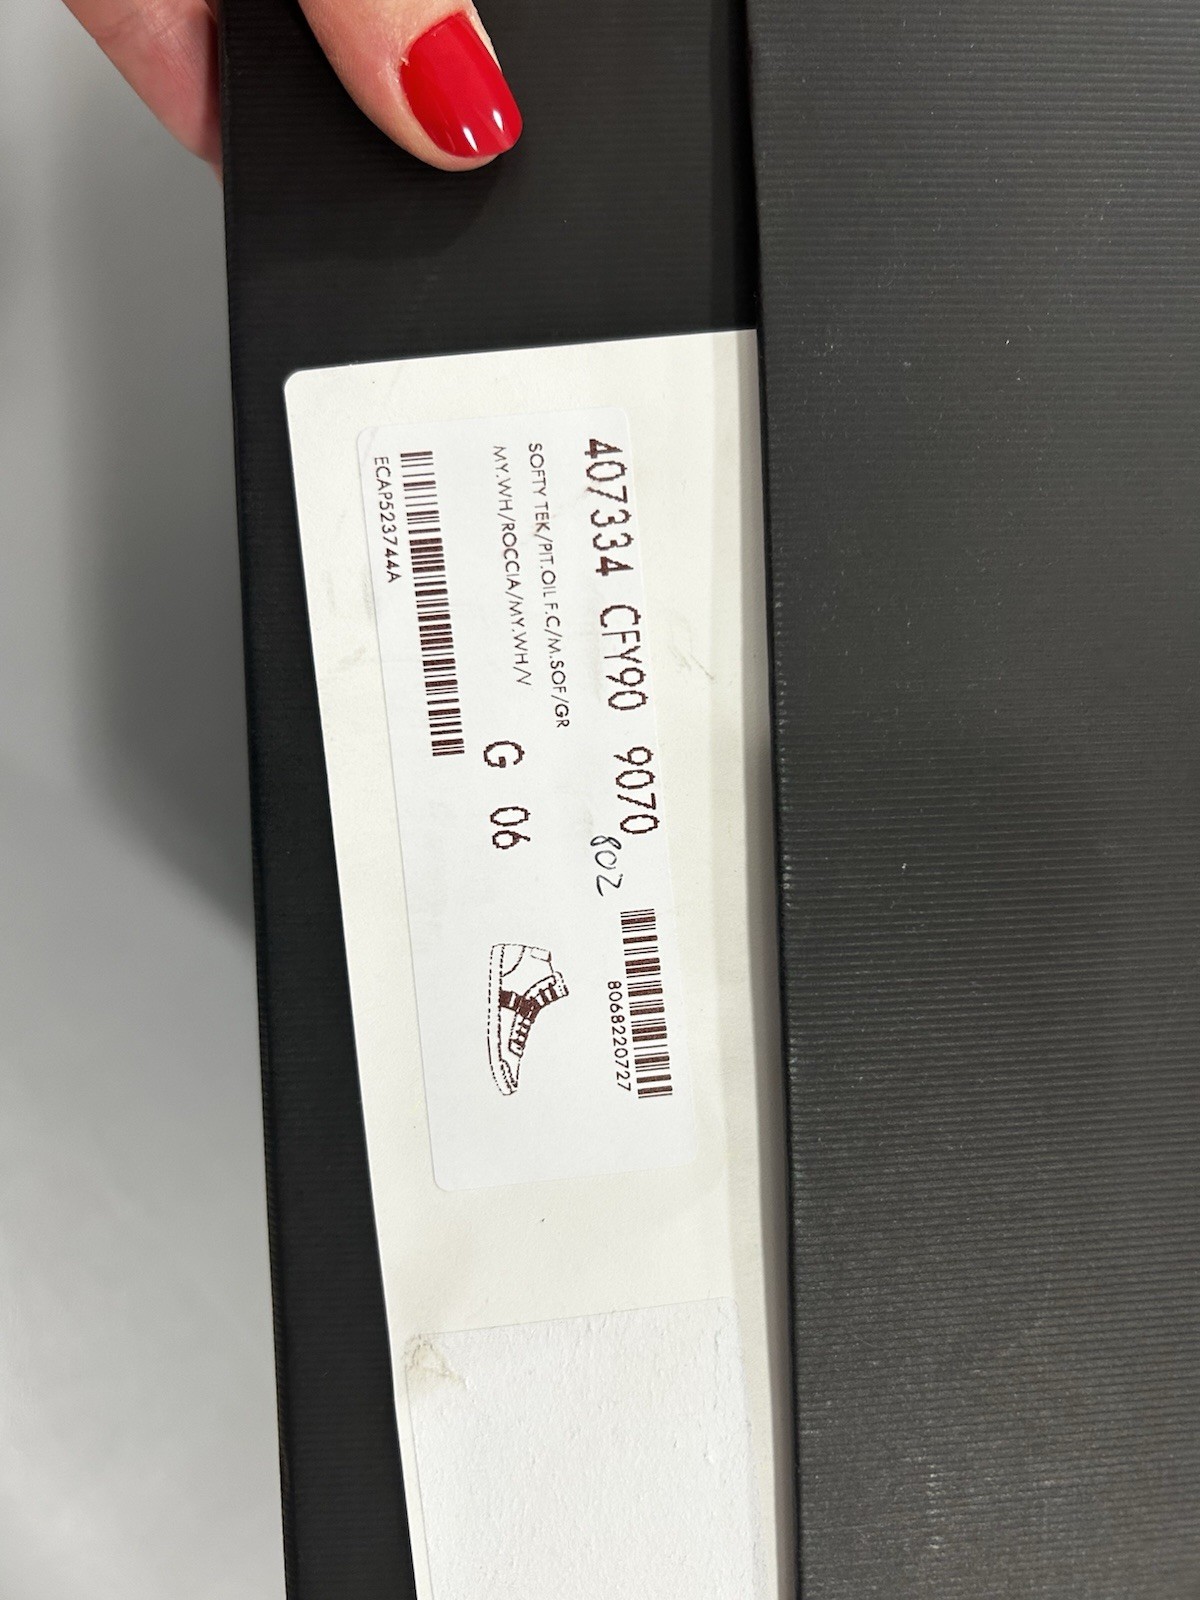 407334 CFY90 9070
802
8068220727
SOFTY TEK/PIT.OIL F.C/M.SOF/GR
MY.WH/ROCCIA/MY.WH/V
G 06
ECAP523744A